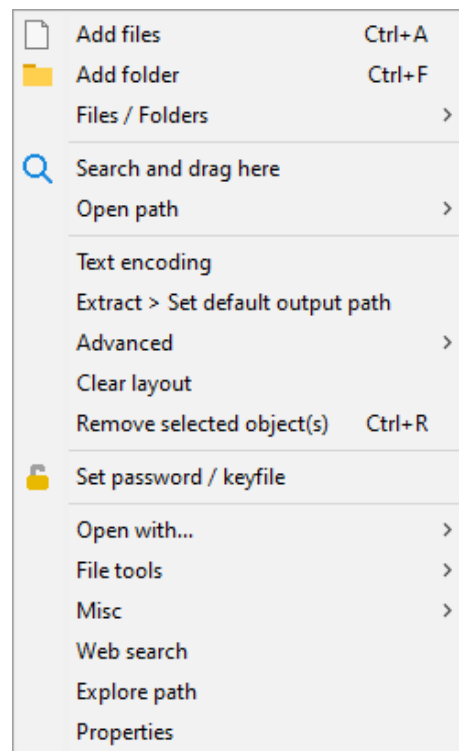 Add files Ctrl+A
Add folder Ctrl+F
Files / Folders
Search and drag here
Open path
Text encoding
Extract > Set default output path
Advanced
Clear layout
Remove selected object(s) Ctrl+R
Set password / keyfile
Open with...
File tools
Misc
Web search
Explore path
Properties